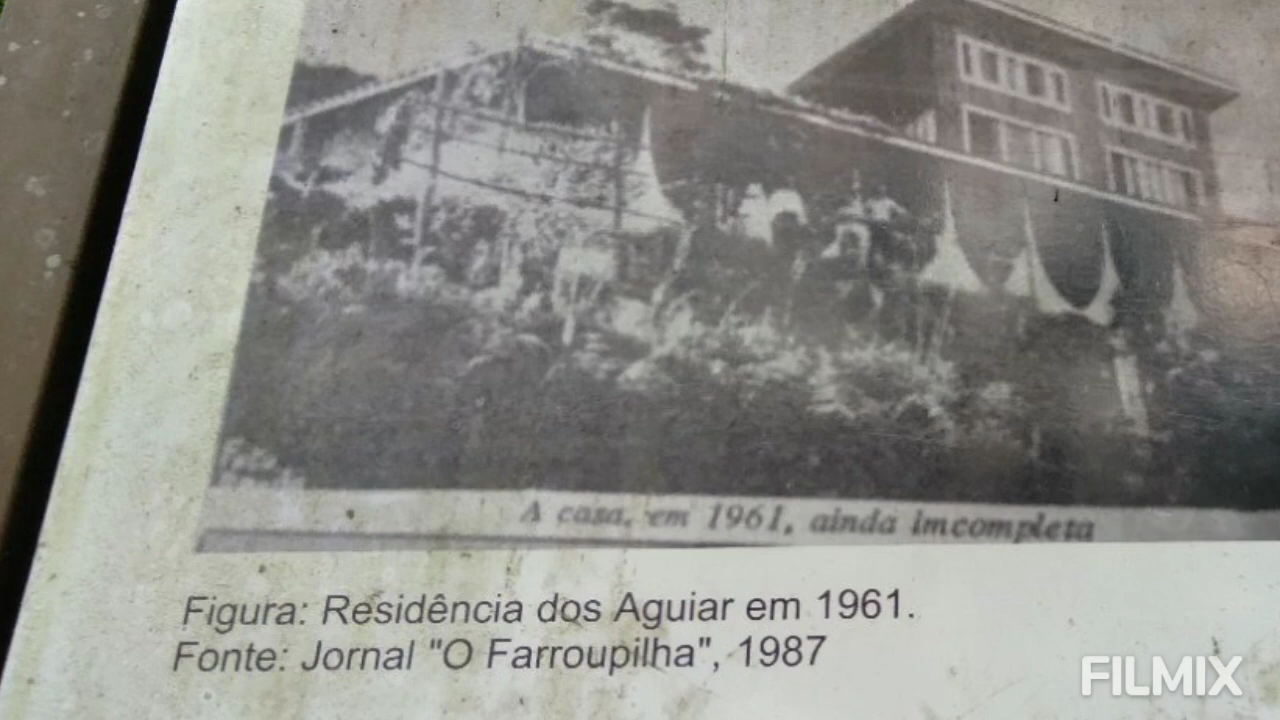 A casa, em 1961, ainda imcompleta
Figura: Residência dos Aguiar em 1961.
Fonte: Jornal "O Farroupilha", 1987
FILMIX